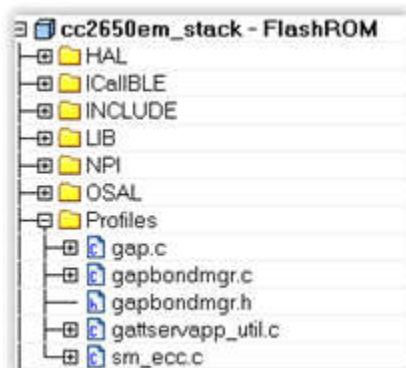 cc2650em_stack - FlashROM
HAL
ICallBLE
INCLUDE
LIB
NPI
OSAL
Profiles
gap.c
gapbondmgr.c
gapbondmgr.h
gattservapp_util.c
sm_ecc.c